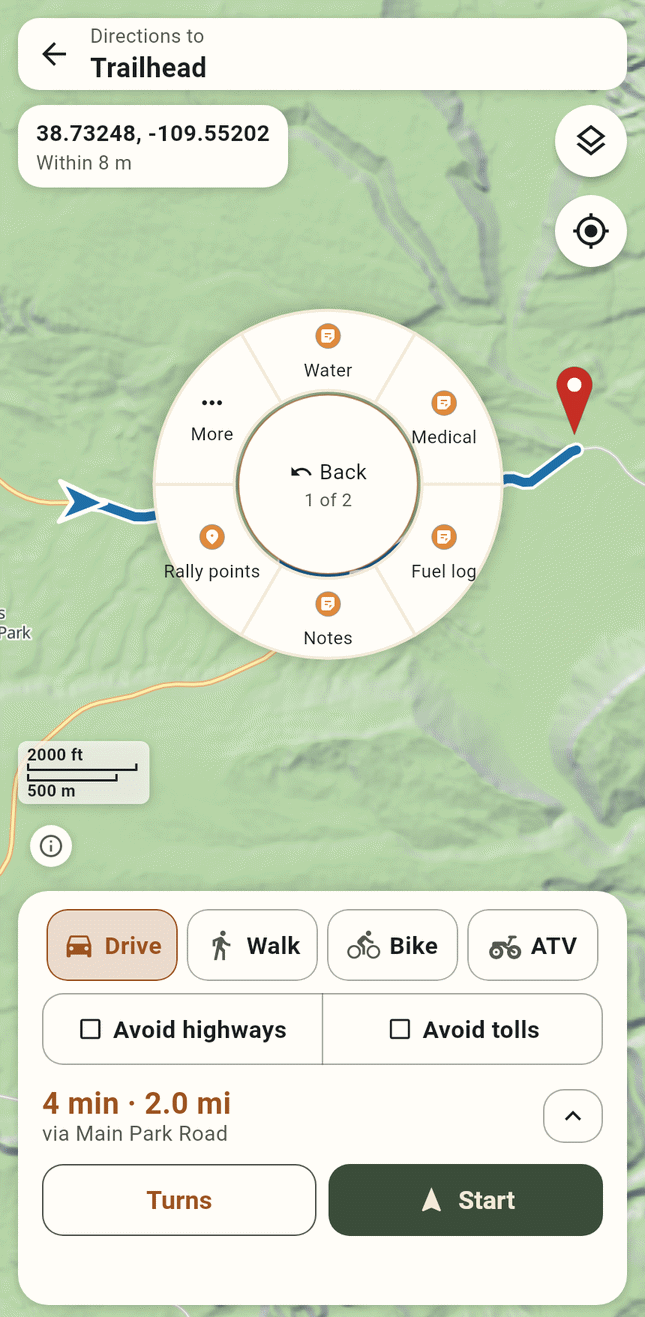 Directions to
Trailhead
38.73248, -109.55202
Within 8 m
Water
More
Medical
Back
1 of 2
Rally points
Fuel log
Notes
s
Park
2000 ft
500 m
Drive
Walk
Bike
ATV
Avoid highways
Avoid tolls
4 min · 2.0 mi
via Main Park Road
Turns
Start